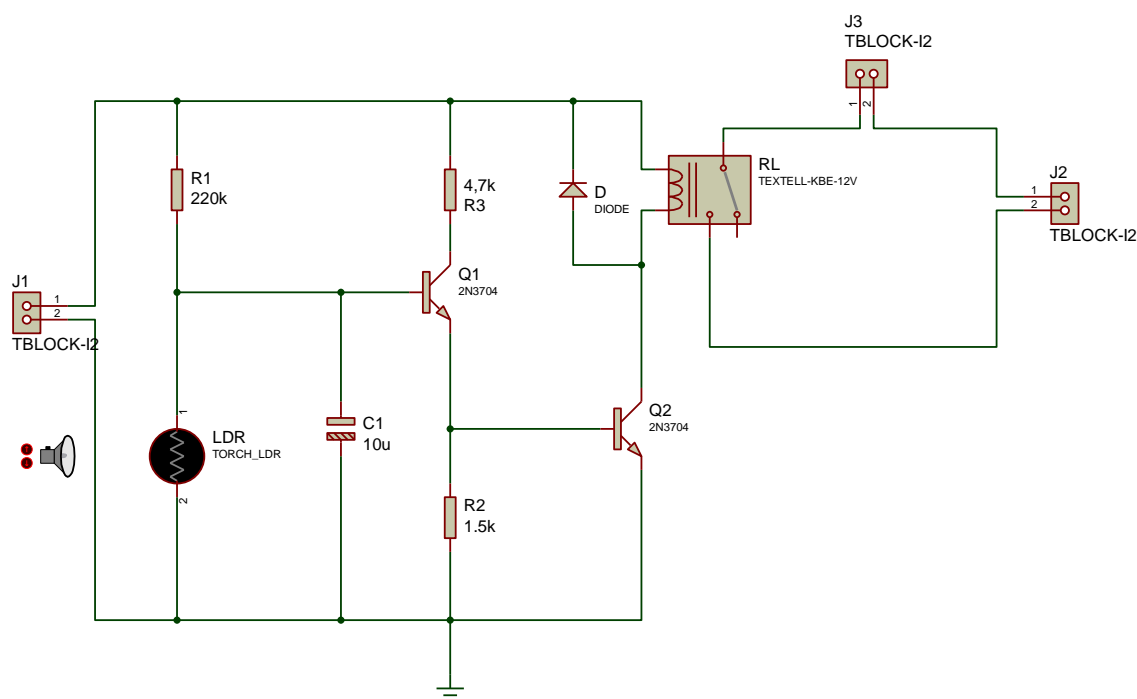 J3
TBLOCK-I2
1
2
R1
220k
4,7k
R3
D
DIODE
RL
TEXTELL-KBE-12V
J2
1
2
TBLOCK-I2
J1
1
2
TBLOCK-I2
Q1
2N3704
1
LDR
TORCH_LDR
2
C1
10u
Q2
2N3704
R2
1.5k